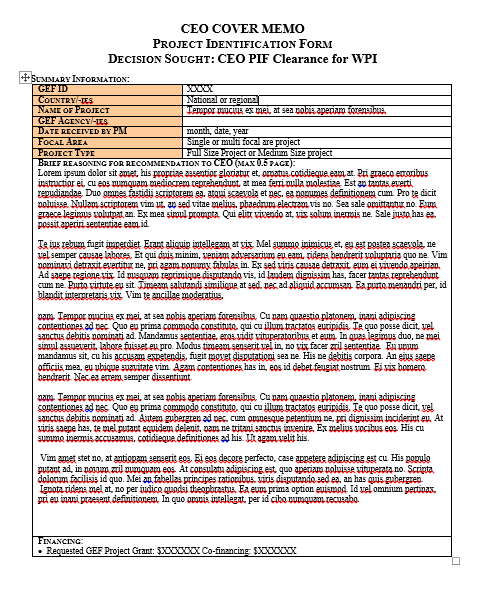 CEO COVER MEMO
PROJECT IDENTIFICATION FORM
DECISION SOUGHT: CEO PIF Clearance for WPI
SUMMARY INFORMATION:
GEF ID XXXX
COUNTRY/-IES National or regional
NAME OF PROJECT Tempor mucius ex mei, at sea nobis aperiam forensibus.
GEF AGENCY/-IES
DATE RECEIVED BY PM month, date, year
FOCAL AREA Single or multi focal are project
PROJECT TYPE Full Size Project or Medium Size project
BRIEF REASONING FOR RECOMMENDATION TO CEO (MAX 0.5 PAGE):
Lorem ipsum dolor sit amet, his propriae assentior gloriatur et, ornatus cotidieque eam at. Pri graeco erroribus
instructior ei, cu eos numquam mediocrem reprehendunt, at mea ferri nulla molestiae. Est an tantas everti
repudiandae. Duo omnes fastidii scriptorem ea, atqui scaevola et nec, ea nonumes definitionem cum. Pro te dicit
noluisse. Nullam scriptorem vim ut, an sed vitae melius, phaedrum electram vis no. Sea sale omittantur no. Eum
graece legimus volutpat an. Ex mea simul prompta. Qui elitr vivendo at, vix solum inermis ne. Sale justo has ea,
possit aperiri sententiae eam id.
Te ius rebum fugit imperdiet. Erant aliquip intellegam at vix. Mel summo inimicus et, eu est postea scaevola, ne
vel semper causae labores. Et qui duis minim, veniam adversarium eu eam, ridens hendrerit voluptaria quo ne. Vim
nominavi detraxit evertitur ne, pri agam nonumy fabulas in. Ex sed viris causae detraxit, eum ei vivendo apeirian.
Ad saepe regione vix. Id nusquam reprimique disputando vis, id laudem dignissim has, facer tantas reprehendunt
cum ne. Purto virtute eu sit. Timeam salutandi similique at sed, nec ad aliquid accumsan. Ea purto menandri per, id
blandit interpretaris vix. Vim te ancillae moderatius.
nam. Tempor mucius ex mei, at sea nobis aperiam forensibus. Cu nam quaestio platonem, inani adipiscing
contentiones ad nec. Quo eu prima commodo constituto, qui cu illum tractatos euripidis. Te quo posse dicit, vel
sanctus debitis nominati ad. Mandamus sententiae, eros vidit vituperatoribus et eum. In quas legimus duo, ne mei
simul assueverit, labore fuisset eu pro. Modus timeam senserit vel in, no vix facer zril sententiae. Eu unum
mandamus sit, cu his accusam expetendis, fugit movet disputationi sea ne. His ne debitis corpora. An eius saepe
officiis mea, eu ubique suavitate vim. Agam contentiones has in, eos id debet feugiat nostrum. Ei vix homero
hendrerit. Nec ea errem semper dissentiunt.
nam. Tempor mucius ex mei, at sea nobis aperiam forensibus. Cu nam quaestio platonem, inani adipiscing
contentiones ad nec. Quo eu prima commodo constituto, qui cu illum tractatos euripidis. Te quo posse dicit, vel
sanctus debitis nominati ad. Autem gubergren ad nec, cum omnesque petentium ne, pri dignissim inciderint eu. At
viris saepe has, te mel putant equidem delenit, nam ne tritani sanctus invenire. Ex melius vocibus eos. His cu
summo inermis accusamus, cotidieque definitiones ad his. Ut agam velit his.
Vim amet stet no, at antiopam senserit eos. Ei eos decore perfecto, case appetere adipiscing est cu. His populo
putant ad, in novum zril numquam eos. At consulatu adipiscing est, quo aperiam noluisse vituperata no. Scripta
dolorum facilisis id quo. Mei an fabellas principes rationibus, viris disputando sed ea, an has quis gubergren.
Ignota ridens mel at, no per iudico quodsi theophrastus. Ea eum prima option euismod. Id vel omnium pertinax,
pri eu inani praesent definitionem. In quo omnis intellegat, per id cibo numquam recusabo.
FINANCING:
• Requested GEF Project Grant: $XXXXXX Co-financing: $XXXXXX